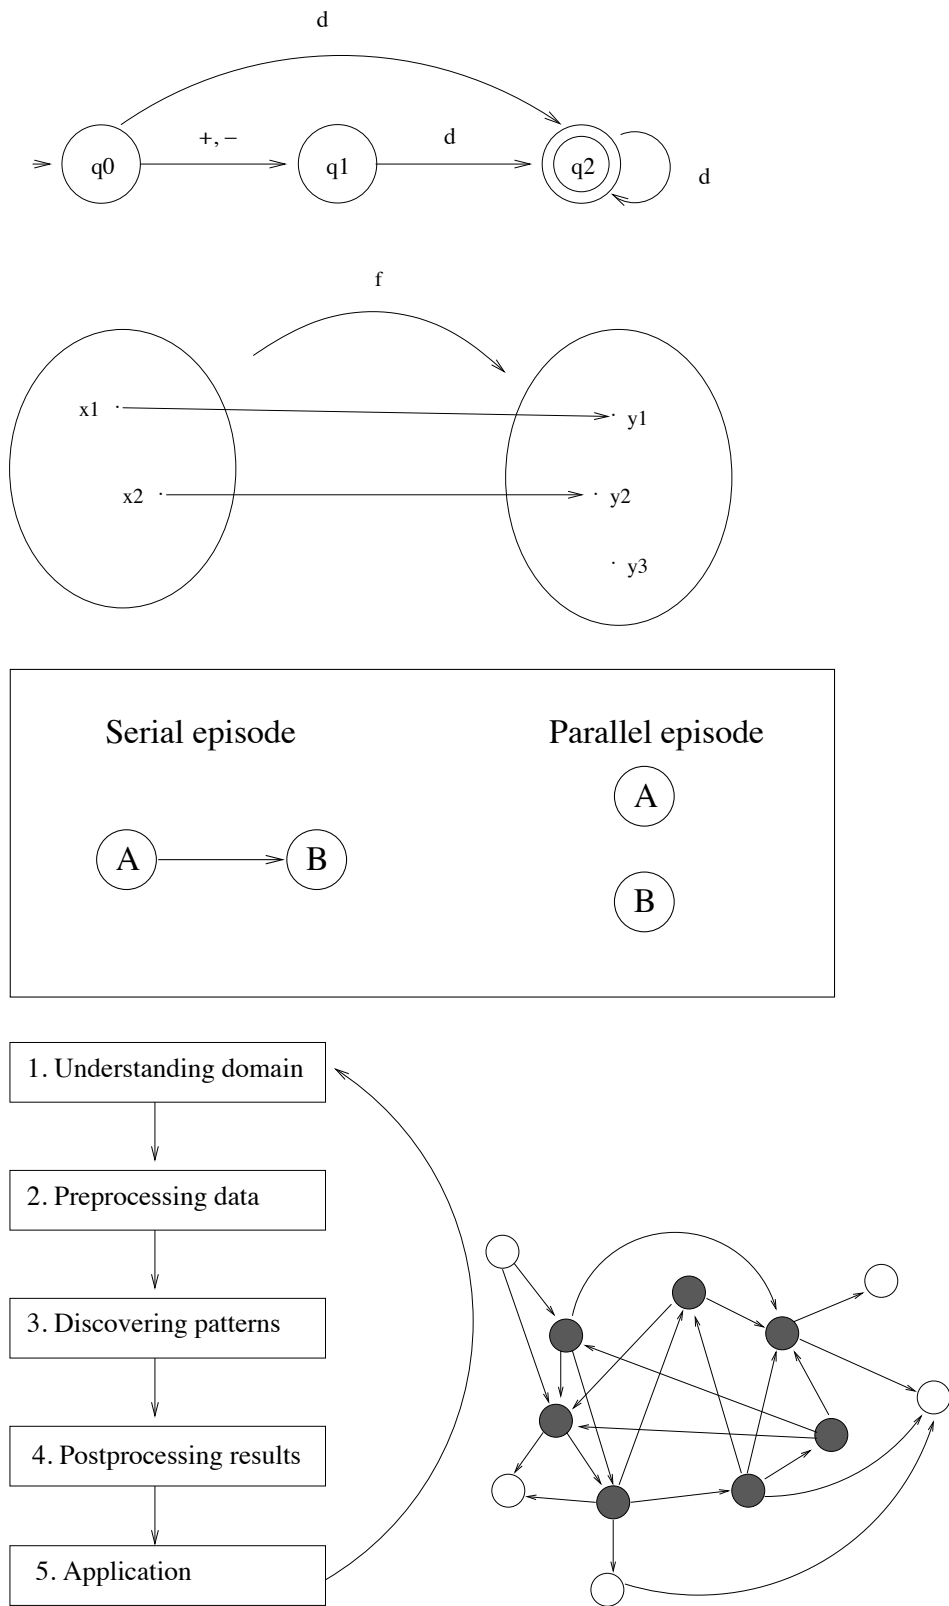 d
+, −
d
q0
q1
q2
d
f
x1
y1
x2
y2
y3
Serial episode
Parallel episode
A
A
B
B
1. Understanding domain
2. Preprocessing data
3. Discovering patterns
4. Postprocessing results
5. Application